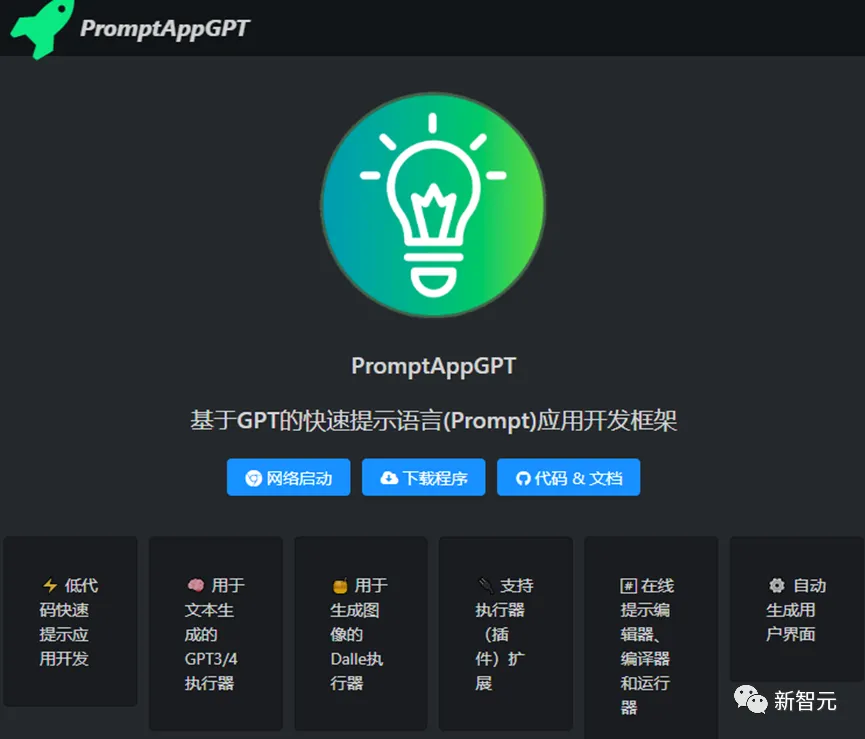 PromptAppGPT
PromptAppGPT
基于GPT的快速提示语言(Prompt)应用开发框架
网络启动
下载程序
代码 & 文档
低代
码快速
提示应
用开发
用于
文本生
成的
GPT3/4
执行器
用于
生成图
像的
Dalle执
行器
支持
执行器
（插
件）扩
展
在线
提示编
辑器、
编译器
和运行
器
自动
生成用
户界面
新智元